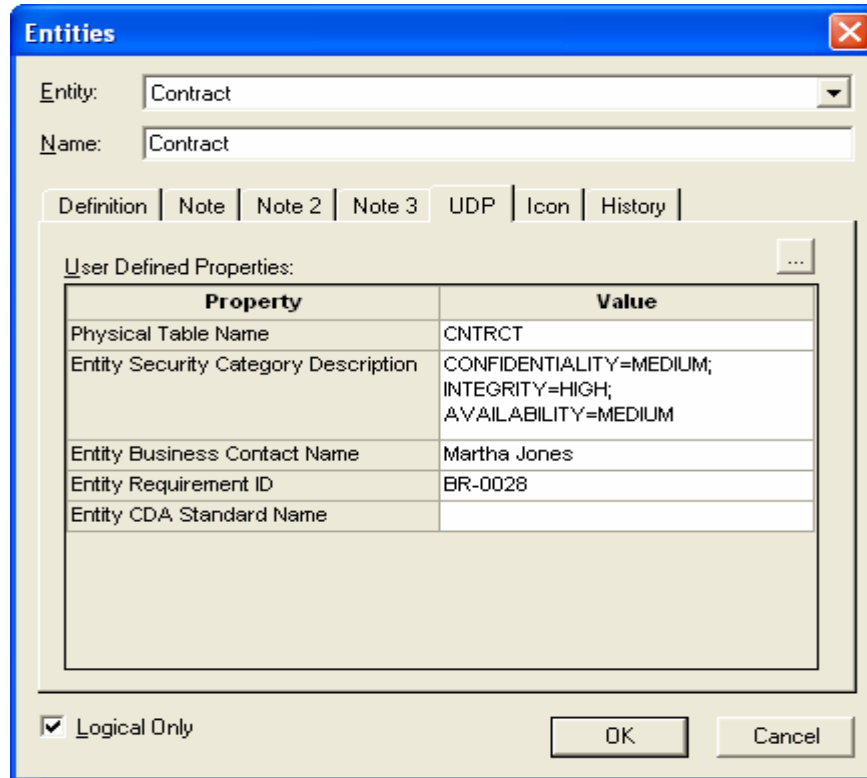 Entities
Entity: Contract
Name: Contract
Definition Note Note 2 Note 3 UDP Icon History
User Defined Properties: ...
Property Value
Physical Table Name CNTRCT
Entity Security Category Description CONFIDENTIALITY=MEDIUM;
INTEGRITY=HIGH;
AVAILABILITY=MEDIUM
Entity Business Contact Name Martha Jones
Entity Requirement ID BR-0028
Entity CDA Standard Name
Logical Only OK Cancel